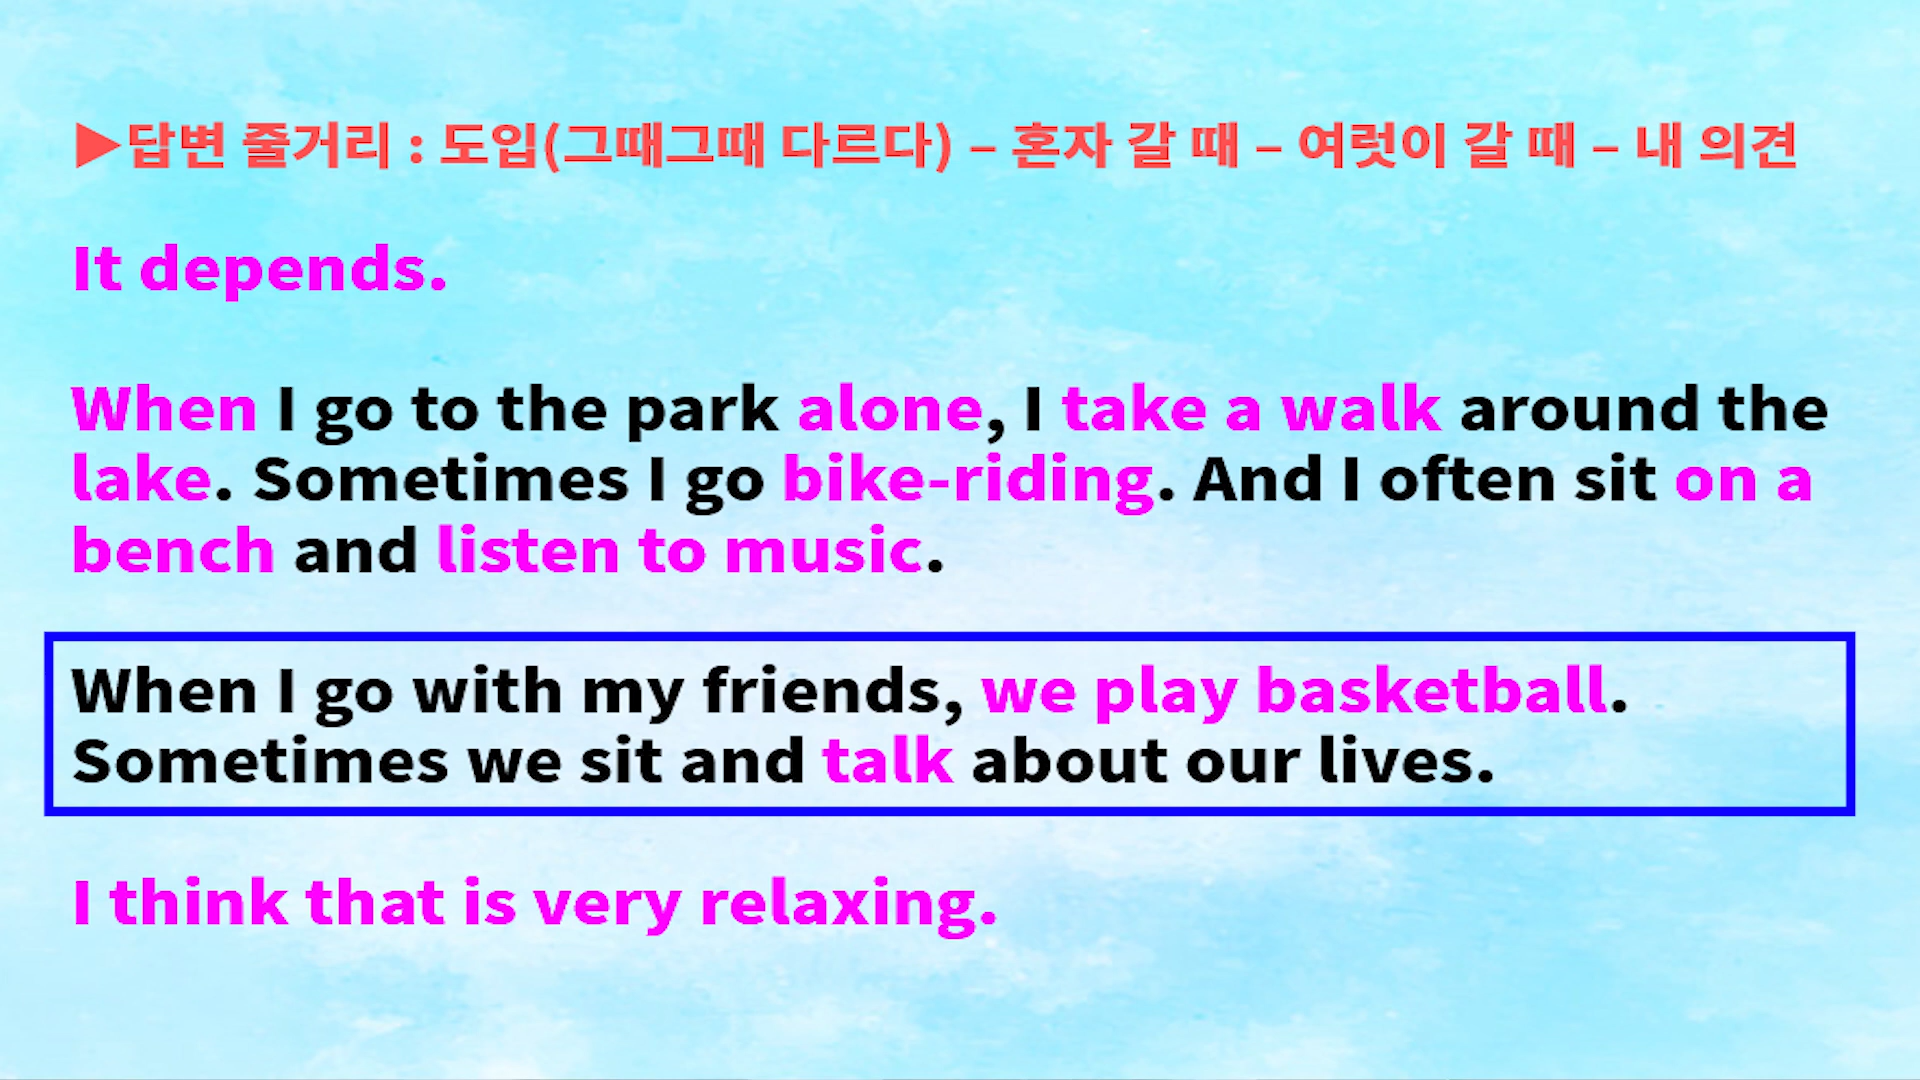 ▶답변 줄거리 : 도입(그때그때 다르다) – 혼자 갈 때 – 여럿이 갈 때 – 내 의견
It depends.
When I go to the park alone, I take a walk around the
lake. Sometimes I go bike-riding. And I often sit on a
bench and listen to music.
When I go with my friends, we play basketball.
Sometimes we sit and talk about our lives.
I think that is very relaxing.